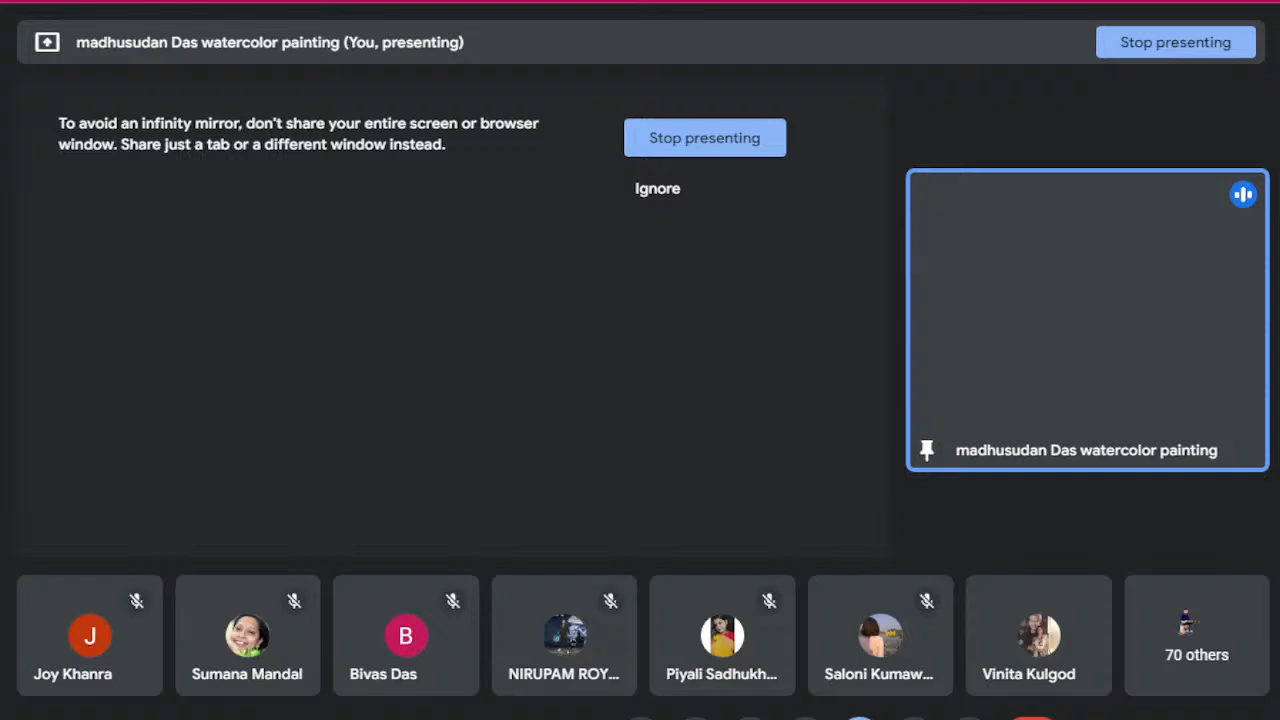 madhusudan Das watercolor painting (You, presenting)
Stop presenting
To avoid an infinity mirror, don't share your entire screen or browser
window. Share just a tab or a different window instead.
Stop presenting
Ignore
madhusudan Das watercolor painting
J
B
Joy Khanra
Sumana Mandal
Bivas Das
NIRUPAM ROY...
Piyali Sadhukh...
Saloni Kumaw...
Vinita Kulgod
70 others